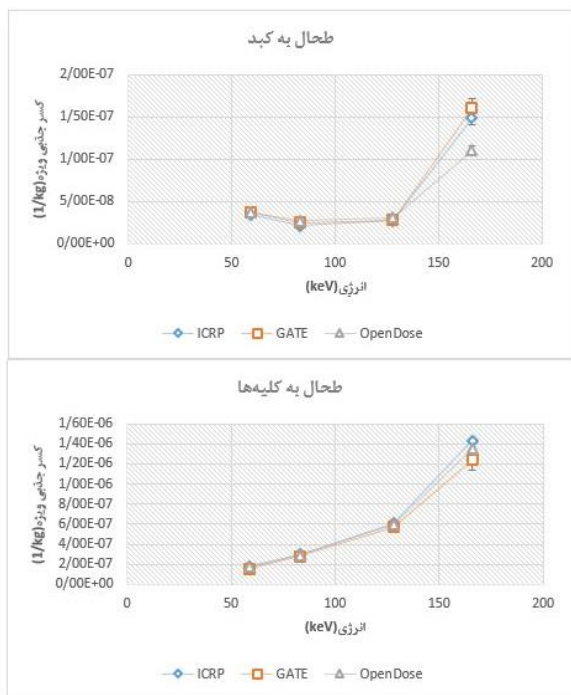 طحال به کبد
2/00E-07
1/50E-07
1/00E-07
5/00E-08
0/00E+00
کسر جذبی ویژه(1/kg)
0 50 100 150 200
انرژی(keV)
ICRP GATE OpenDose
طحال به کلیه‌ها
1/60E-06
1/40E-06
1/20E-06
1/00E-06
8/00E-07
6/00E-07
4/00E-07
2/00E-07
0/00E+00
کسر جذبی ویژه(1/kg)
0 50 100 150 200
انرژی(keV)
ICRP GATE OpenDose